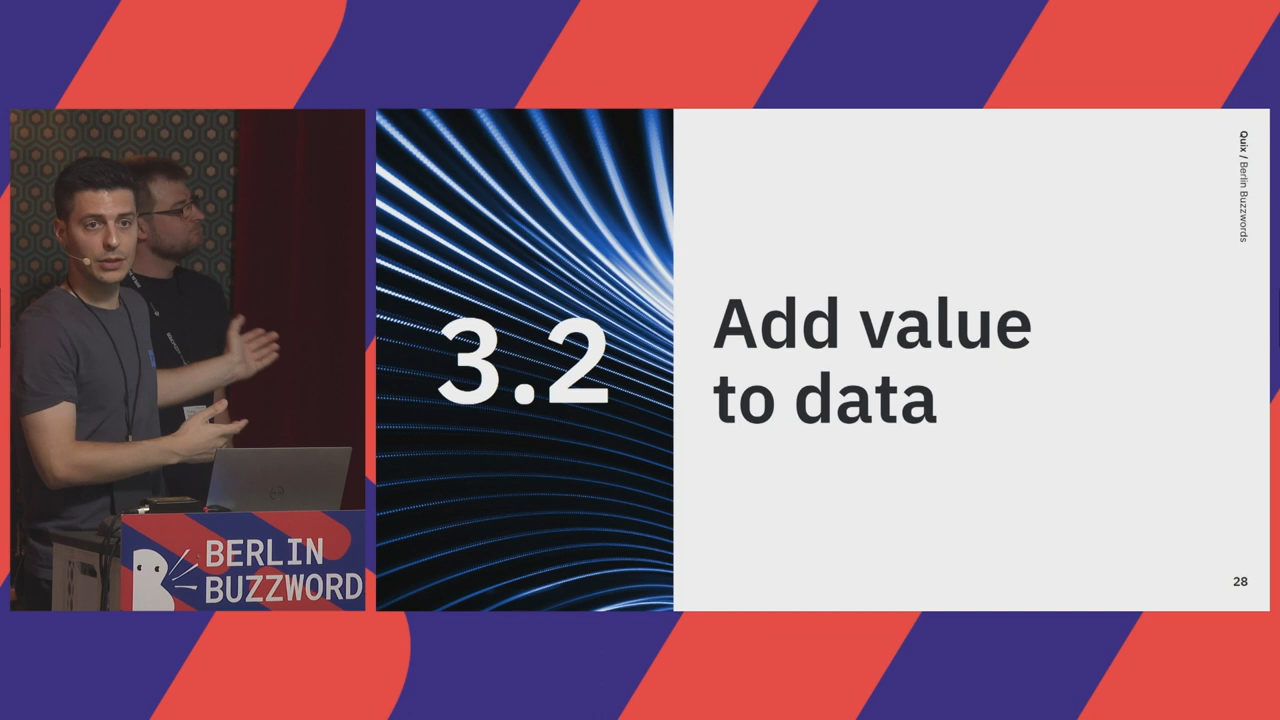 BERLIN
BUZZWORD
3.2
Add value
to data
Quix / Berlin Buzzwords
28